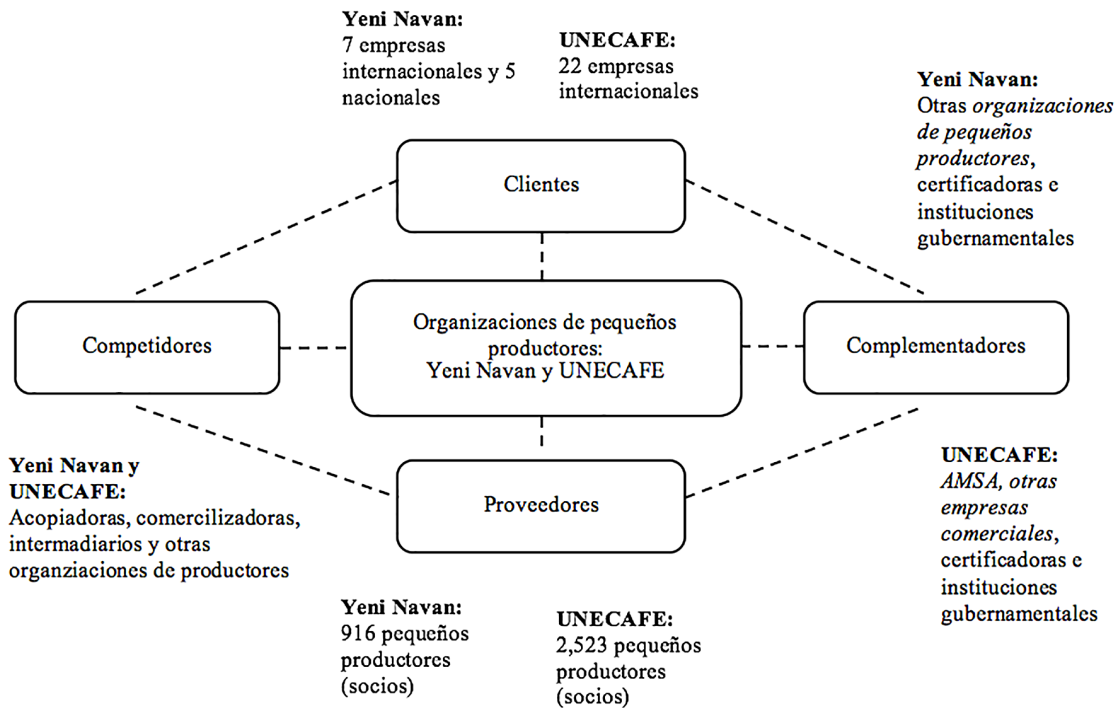 Yeni Navan:
7 empresas
internacionales y 5
nacionales
UNECAFE:
22 empresas
internacionales
Yeni Navan:
Otras organizaciones
de pequeños
productores,
certificadoras e
instituciones
gubernamentales
Clientes
Competidores
Organizaciones de pequeños
productores:
Yeni Navan y UNECAFE
Complementadores
Yeni Navan y
UNECAFE:
Acopiadoras, comercilizadoras,
intermadiarios y otras
organziaciones de productores
Proveedores
UNECAFE:
AMSA, otras
empresas
comerciales,
certificadoras e
instituciones
gubernamentales
Yeni Navan:
916 pequeños
productores
(socios)
UNECAFE:
2,523 pequeños
productores
(socios)